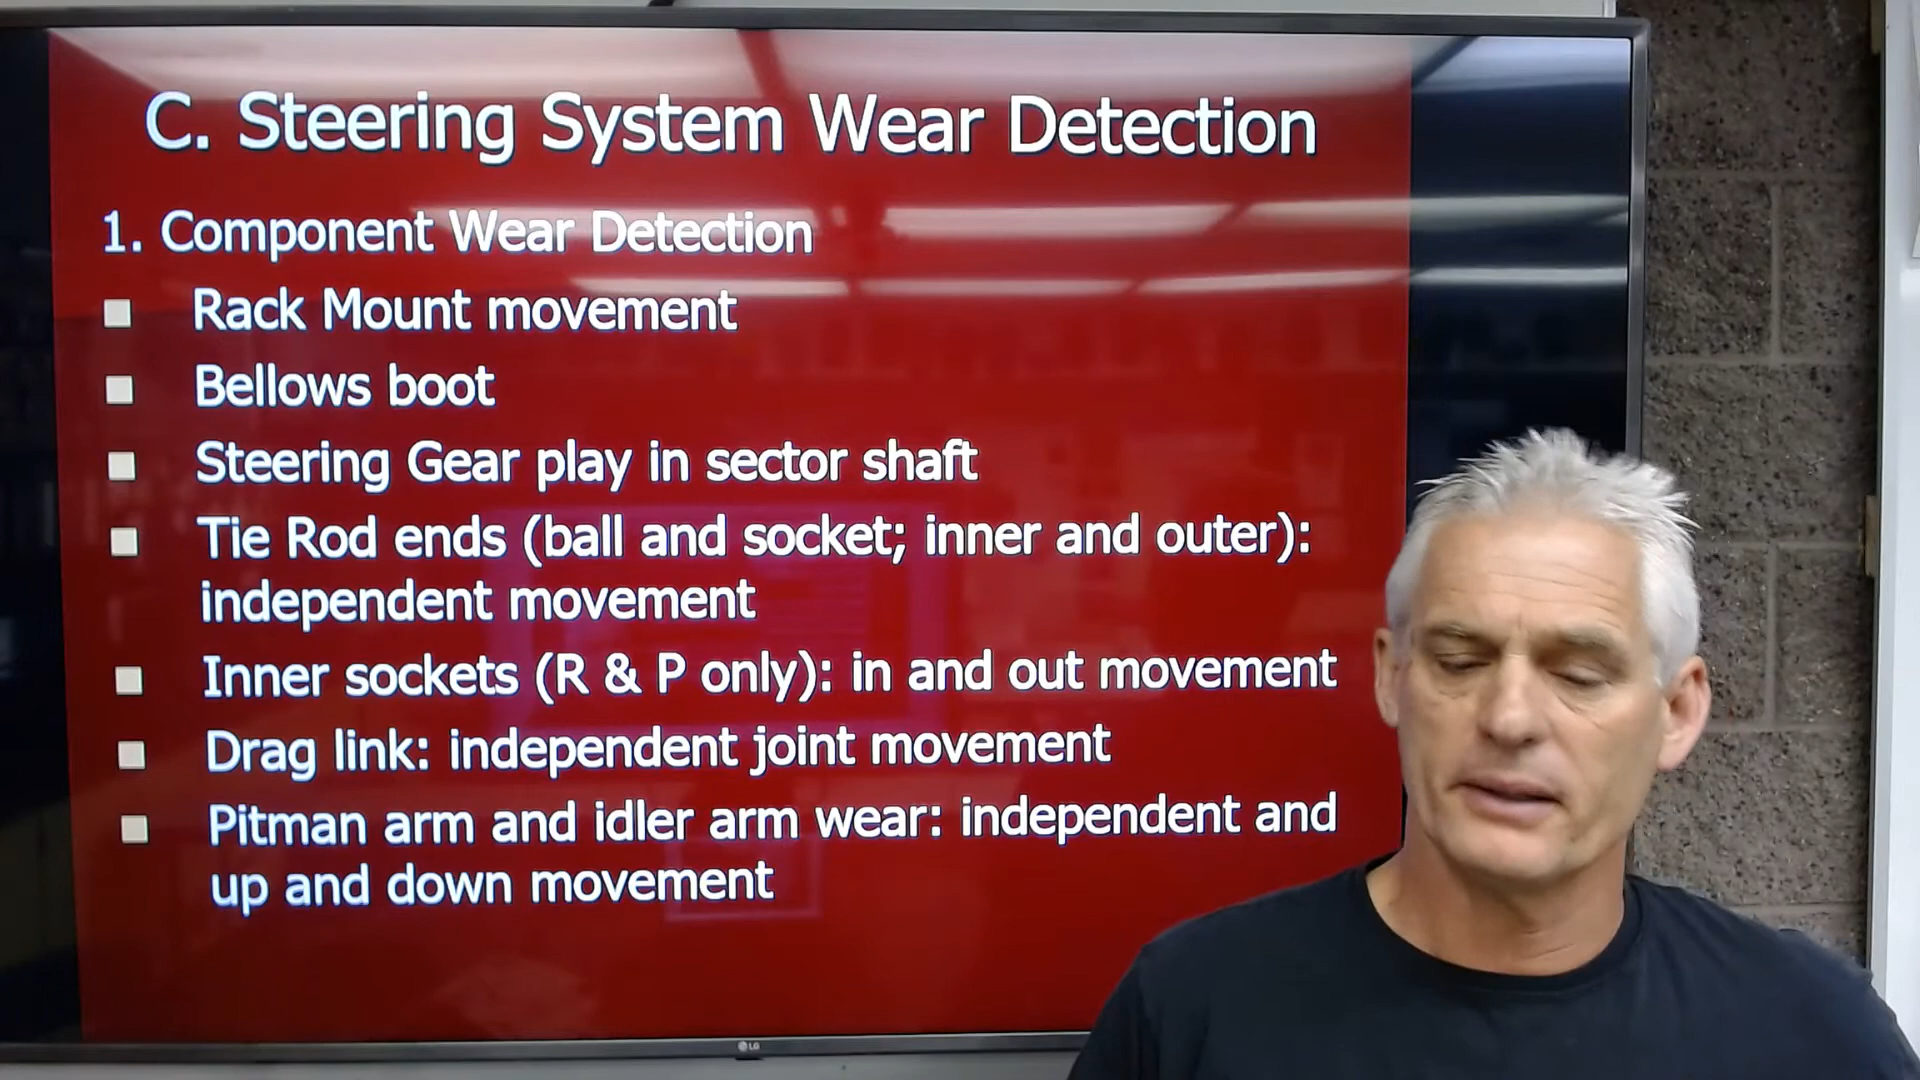 C. Steering System Wear Detection
1. Component Wear Detection
Rack Mount movement
Bellows boot
Steering Gear play in sector shaft
Tie Rod ends (ball and socket; inner and outer):
independent movement
Inner sockets (R & P only): in and out movement
Drag link: independent joint movement
Pitman arm and idler arm wear: independent and
up and down movement
LG